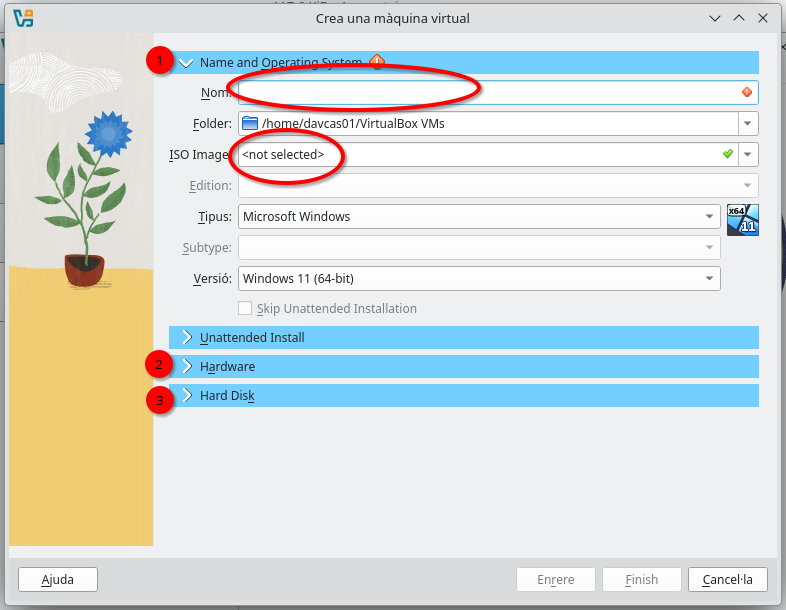 Crea una màquina virtual
1
Name and Operating System
Nom:
Folder:
/home/davcas01/VirtualBox VMs
ISO Image:
<not selected>
Edition:
Tipus:
Microsoft Windows
x64
11
Subtype:
Versió:
Windows 11 (64-bit)
Skip Unattended Installation
Unattended Install
2
Hardware
3
Hard Disk
Ajuda
Enrere
Finish
Cancel·la